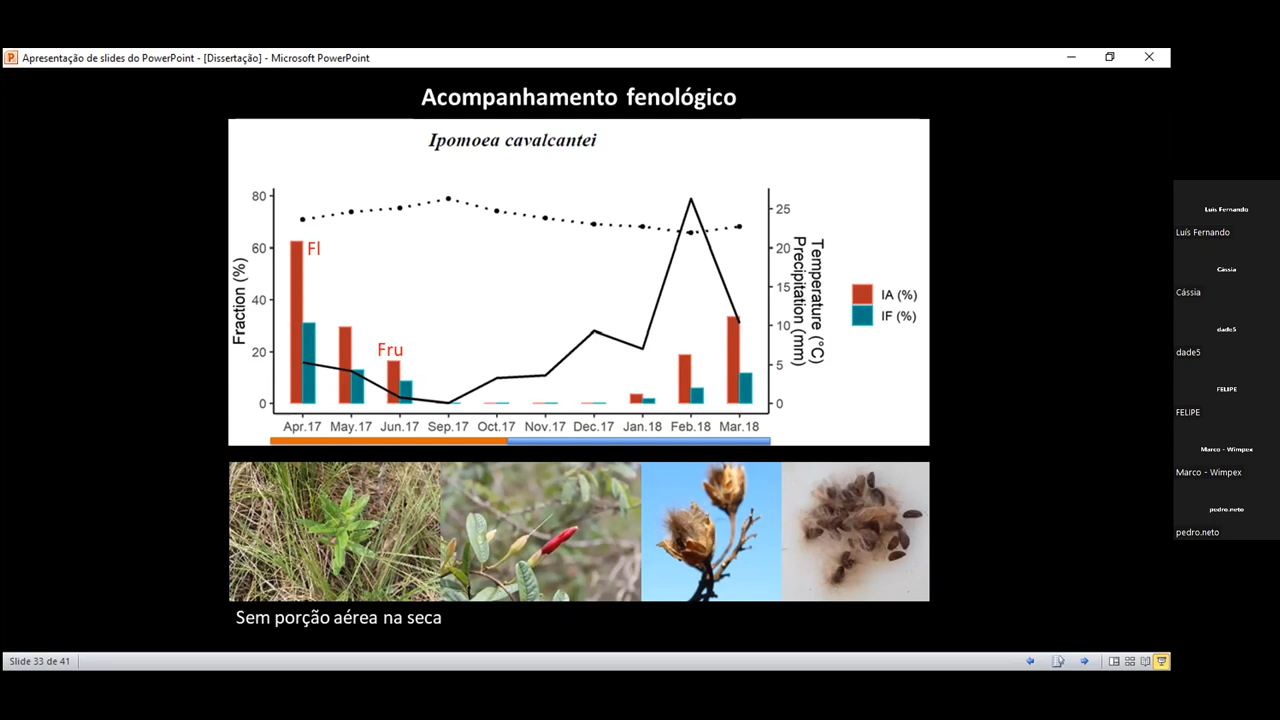 Apresentação de slides do PowerPoint - [Dissertação] - Microsoft PowerPoint
Acompanhamento fenológico
Ipomoea cavalcantei
80
60
40
20
0
Fraction (%)
Fl
Fru
25
20
15
10
5
0
Temperature (°C)
Precipitation (mm)
IA (%)
IF (%)
Apr.17 May.17 Jun.17 Sep.17 Oct.17 Nov.17 Dec.17 Jan.18 Feb.18 Mar.18
Sem porção aérea na seca
Slide 33 de 41
Luís Fernando
Luís Fernando
Cássia
Cássia
dade5
dade5
FELIPE
FELIPE
Marco - Wimpex
Marco - Wimpex
pedro.neto
pedro.neto